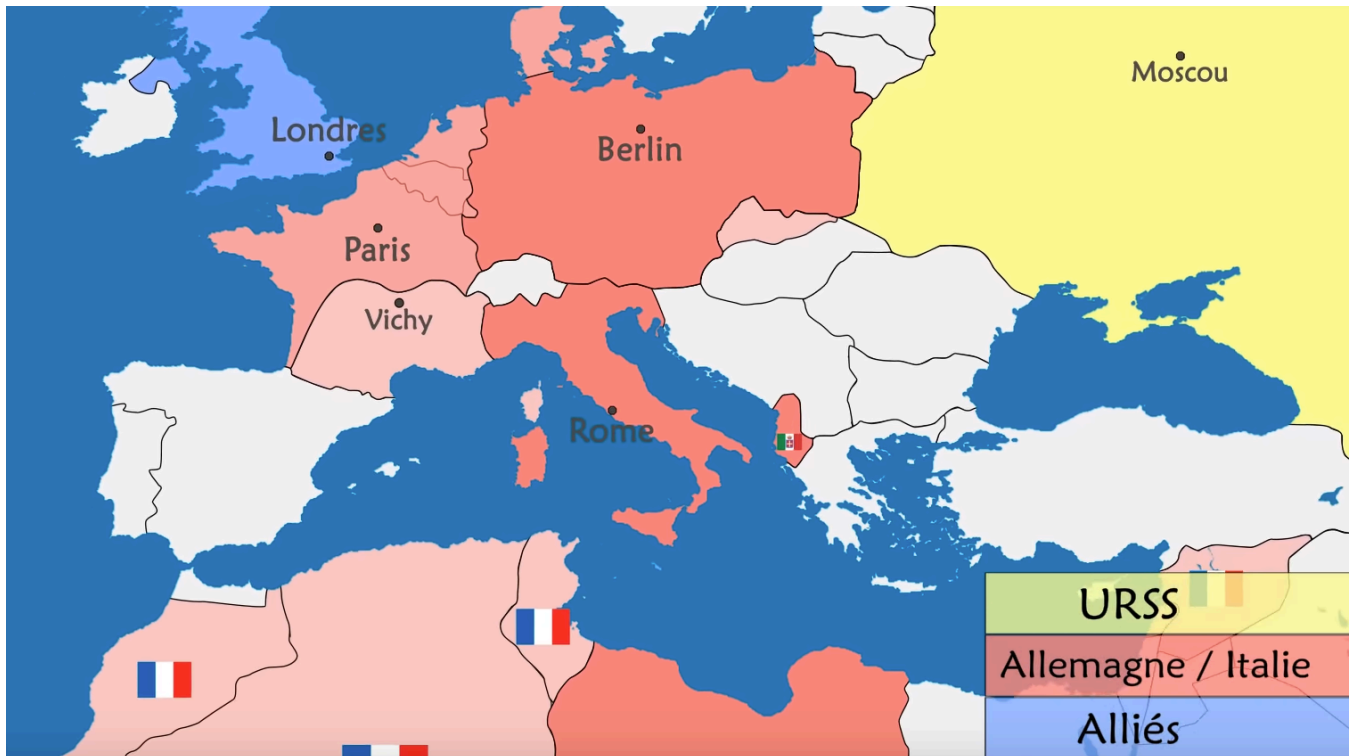 Moscou
Londres
Berlin
Paris
Vichy
Rome
URSS
Allemagne / Italie
Alliés